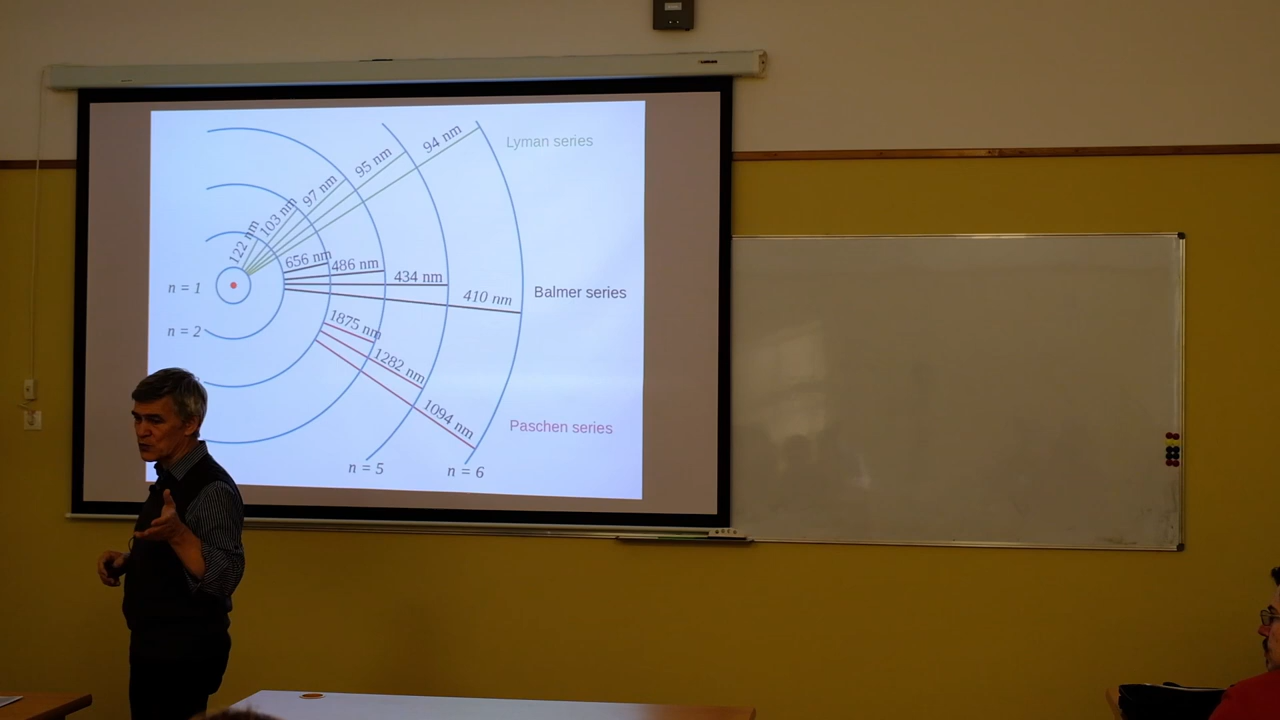 Lyman series
94 nm
95 nm
97 nm
103 nm
122 nm
656 nm
486 nm
434 nm
410 nm
Balmer series
n = 1
n = 2
1875 nm
1282 nm
1094 nm
Paschen series
n = 5
n = 6